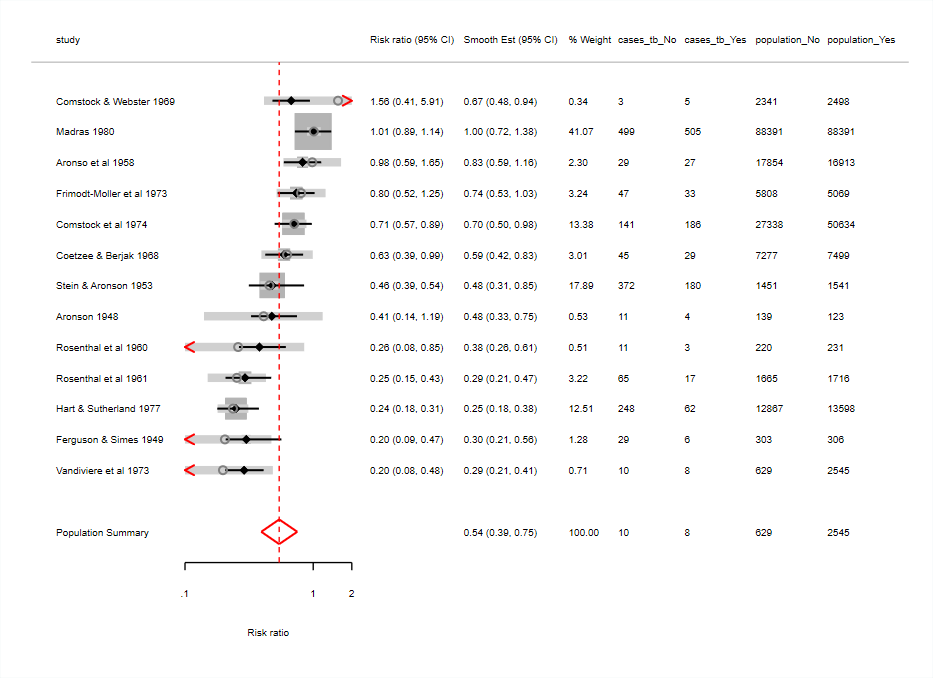 study Risk ratio (95% CI) Smooth Est (95% CI) % Weight cases_tb_No cases_tb_Yes population_No population_Yes
Comstock & Webster 1969 1.56 (0.41, 5.91) 0.67 (0.48, 0.94) 0.34 3 5 2341 2498
Madras 1980 1.01 (0.89, 1.14) 1.00 (0.72, 1.38) 41.07 499 505 88391 88391
Aronso et al 1958 0.98 (0.59, 1.65) 0.83 (0.59, 1.16) 2.30 29 27 17854 16913
Frimodt-Moller et al 1973 0.80 (0.52, 1.25) 0.74 (0.53, 1.03) 3.24 47 33 5808 5069
Comstock et al 1974 0.71 (0.57, 0.89) 0.70 (0.50, 0.98) 13.38 141 186 27338 50634
Coetzee & Berjak 1968 0.63 (0.39, 0.99) 0.59 (0.42, 0.83) 3.01 45 29 7277 7499
Stein & Aronson 1953 0.46 (0.39, 0.54) 0.48 (0.31, 0.85) 17.89 372 180 1451 1541
Aronson 1948 0.41 (0.14, 1.19) 0.48 (0.33, 0.75) 0.53 11 4 139 123
Rosenthal et al 1960 0.26 (0.08, 0.85) 0.38 (0.26, 0.61) 0.51 11 3 220 231
Rosenthal et al 1961 0.25 (0.15, 0.43) 0.29 (0.21, 0.47) 3.22 65 17 1665 1716
Hart & Sutherland 1977 0.24 (0.18, 0.31) 0.25 (0.18, 0.38) 12.51 248 62 12867 13598
Ferguson & Simes 1949 0.20 (0.09, 0.47) 0.30 (0.21, 0.56) 1.28 29 6 303 306
Vandiviere et al 1973 0.20 (0.08, 0.48) 0.29 (0.21, 0.41) 0.71 10 8 629 2545
Population Summary 0.54 (0.39, 0.75) 100.00 10 8 629 2545
.1 1 2
Risk ratio